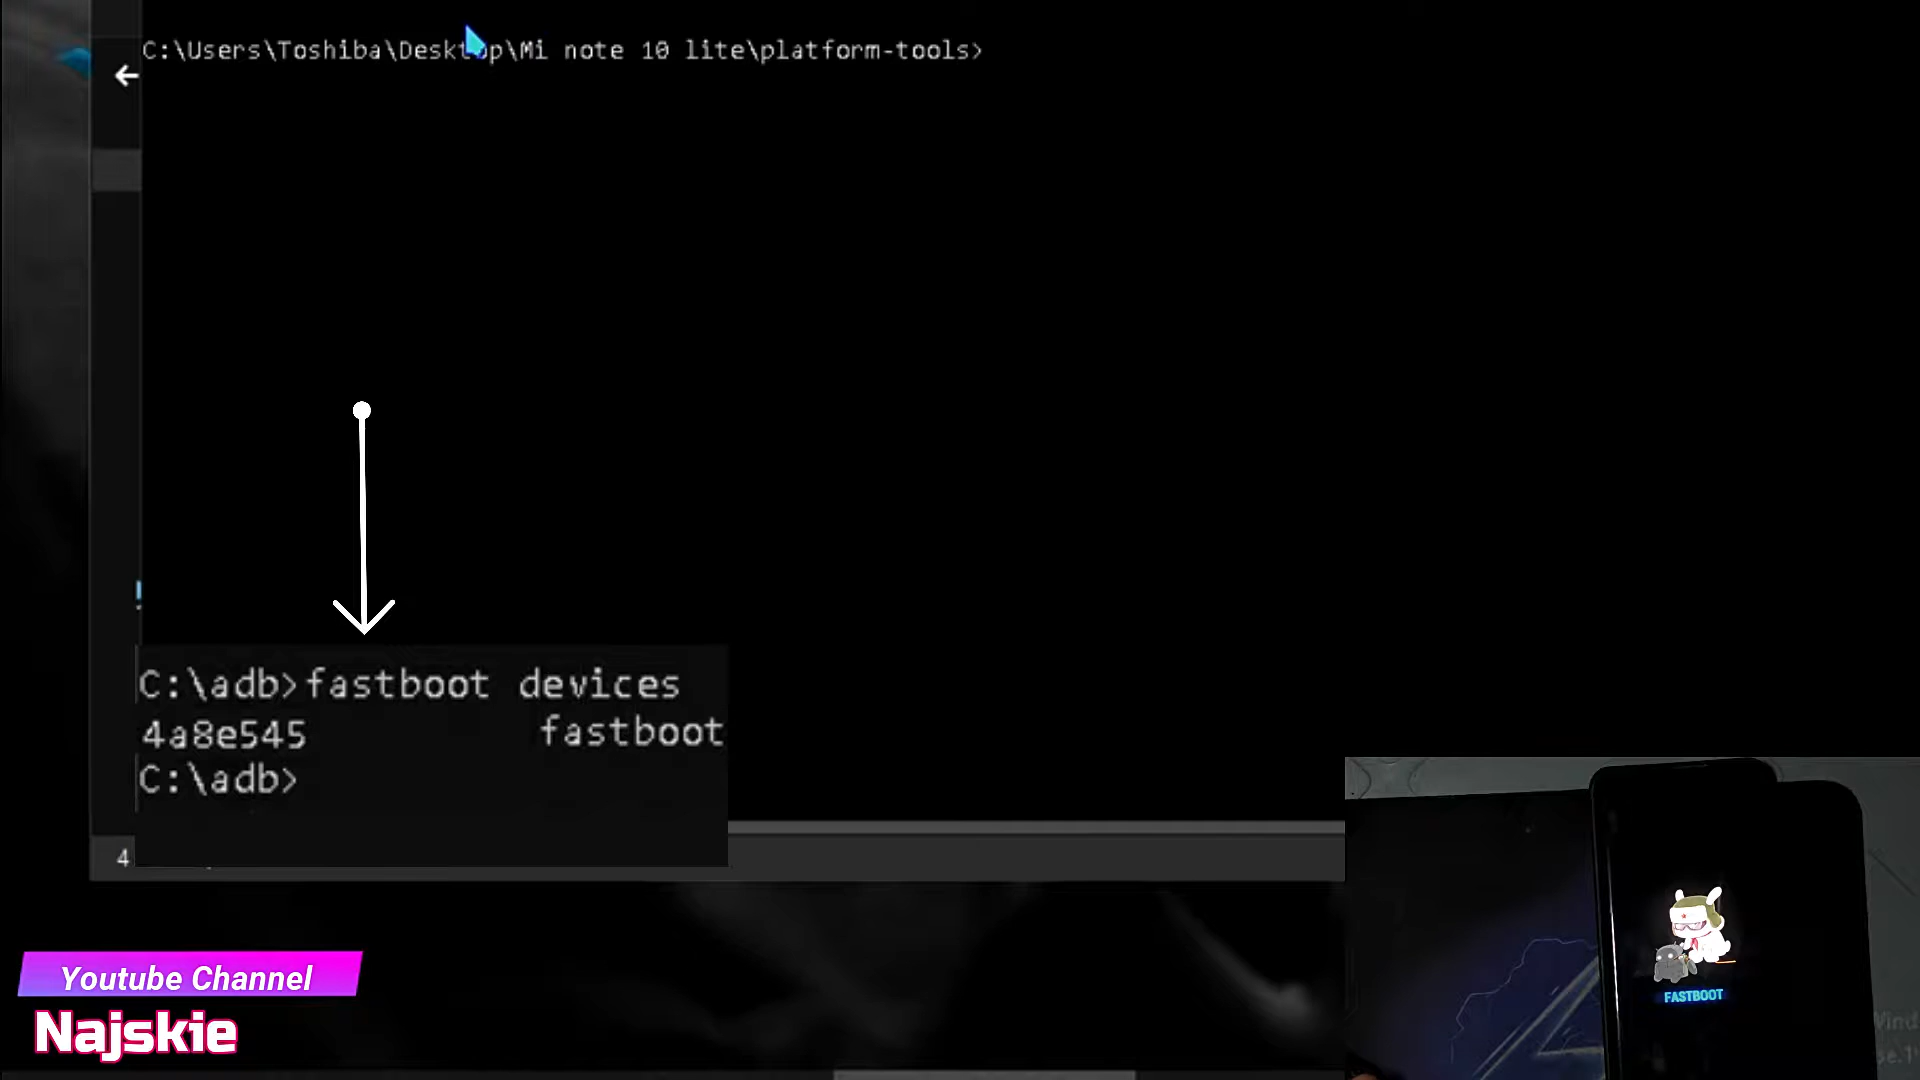 C:\Users\Toshiba\Desktop\Mi note 10 lite\platform-tools>
C:\adb>fastboot devices
4a8e545 fastboot
C:\adb>
4
Youtube Channel
Najskie
FASTBOOT